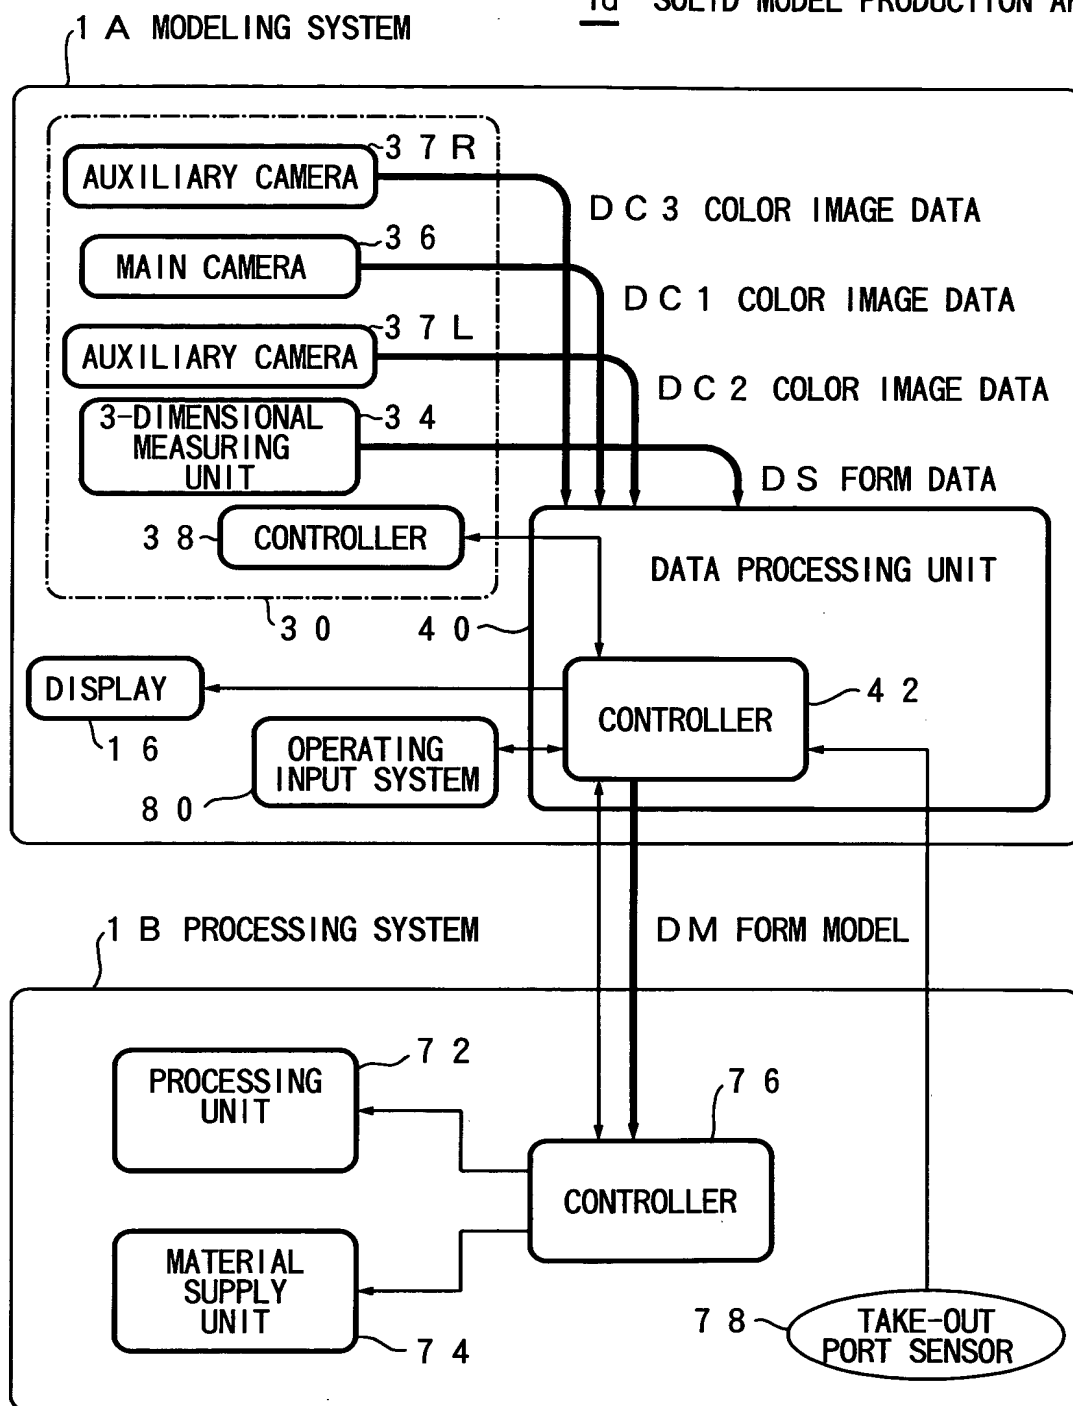 1d SOLID MODEL PRODUCTION
1 A MODELING SYSTEM
AUXILIARY CAMERA
3 7 R
D C 3 COLOR IMAGE DATA
MAIN CAMERA
3 6
D C 1 COLOR IMAGE DATA
AUXILIARY CAMERA
3 7 L
D C 2 COLOR IMAGE DATA
3-DIMENSIONAL
MEASURING
UNIT
3 4
D S FORM DATA
3 8
CONTROLLER
DATA PROCESSING UNIT
3 0
4 0
DISPLAY
1 6
CONTROLLER
4 2
OPERATING
INPUT SYSTEM
8 0
1 B PROCESSING SYSTEM
D M FORM MODEL
PROCESSING
UNIT
7 2
7 6
CONTROLLER
MATERIAL
SUPPLY
UNIT
7 4
7 8
TAKE-OUT
PORT SENSOR